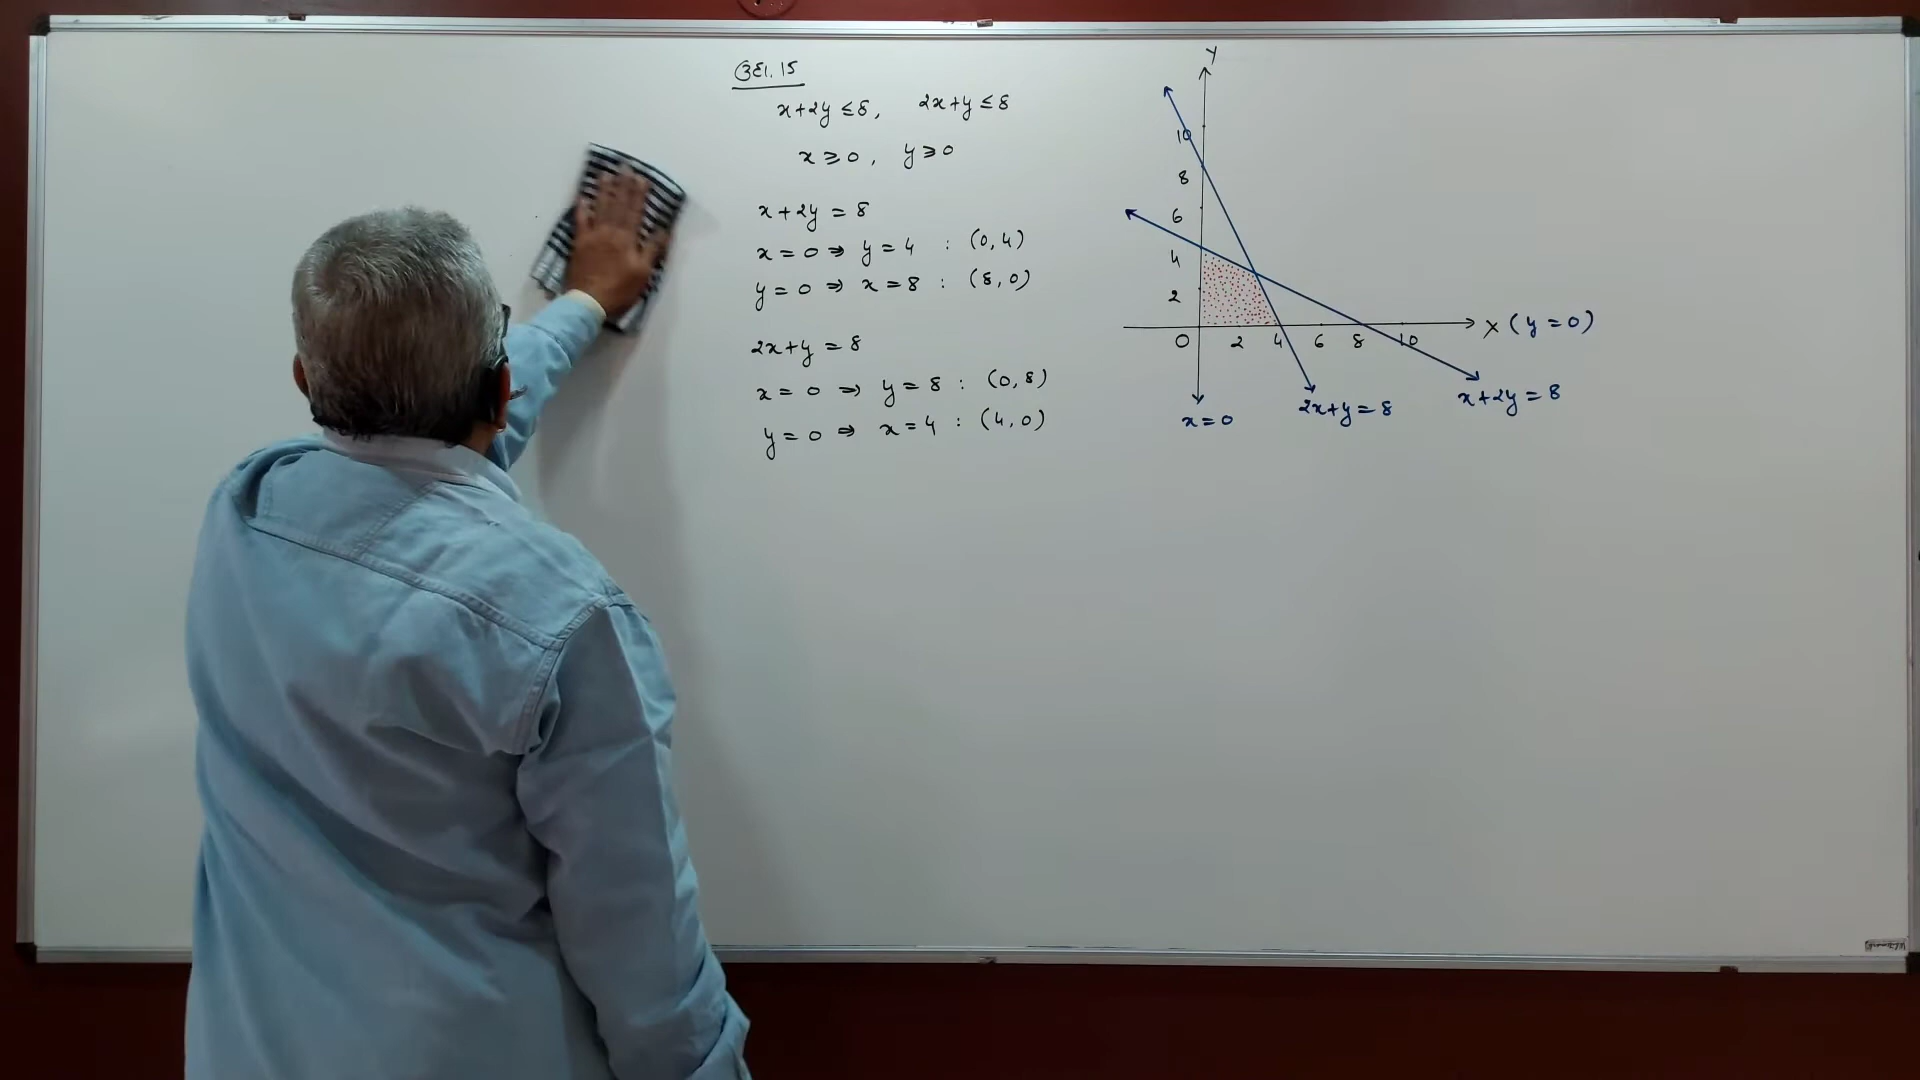 ઉદા. 15
x+2y ≤ 8, 2x+y ≤ 8
x ⩾ 0, y ⩾ 0
x + 2y = 8
x = 0 ⇒ y = 4 : (0, 4)
y = 0 ⇒ x = 8 : (8, 0)
2x+y = 8
x = 0 ⇒ y = 8 : (0, 8)
y = 0 ⇒ x = 4 : (4, 0)
Y
10
8
6
4
2
0 2 4 6 8 10
X (y = 0)
x = 0
2x+y = 8
x+2y = 8